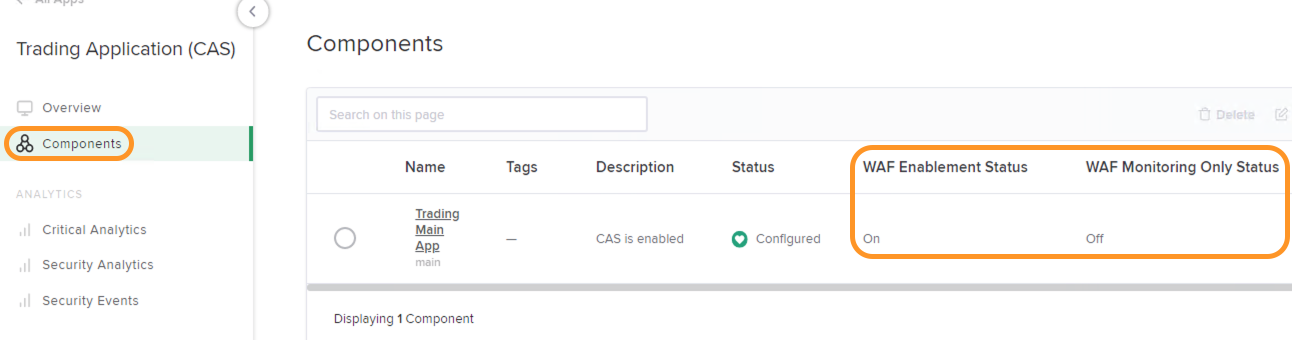 All Apps
Trading Application (CAS)
Overview
Components
ANALYTICS
Critical Analytics
Security Analytics
Security Events
Components
Search on this page
Delete
Name Tags Description Status WAF Enablement Status WAF Monitoring Only Status
Trading
Main
App
main
— CAS is enabled Configured On Off
Displaying 1 Component